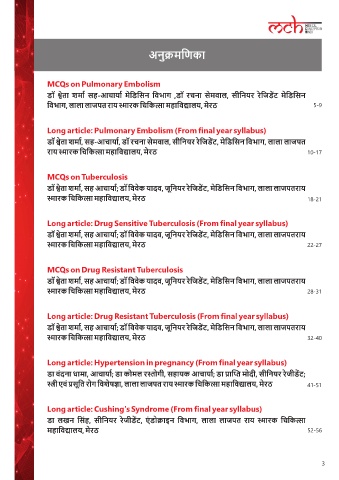 mch
अनुक्रमणिका
MCQs on Pulmonary Embolism
डॉ श्वेता शर्मा सह-आचार्या मेडिसिन विभाग ,डॉ रचना सेमवाल, सीनियर रेजिडेंट मेडिसिन
विभाग, लाला लाजपत राय स्मारक चिकित्सा महाविद्यालय, मेरठ 5-9
Long article: Pulmonary Embolism (From final year syllabus)
डॉ श्वेता शर्मा, सह-आचार्या, डॉ रचना सेमवाल, सीनियर रेजिडेंट, मेडिसिन विभाग, लाला लाजपत
राय स्मारक चिकित्सा महाविद्यालय, मेरठ 10-17
MCQs on Tuberculosis
डॉ श्वेता शर्मा, सह आचार्या; डॉ विवेक यादव, जूनियर रेजिडेंट, मेडिसिन विभाग, लाला लाजपतराय
स्मारक चिकित्सा महाविद्यालय, मेरठ 18-21
Long article: Drug Sensitive Tuberculosis (From final year syllabus)
डॉ श्वेता शर्मा, सह आचार्या; डॉ विवेक यादव, जूनियर रेजिडेंट, मेडिसिन विभाग, लाला लाजपतराय
स्मारक चिकित्सा महाविद्यालय, मेरठ 22-27
MCQs on Drug Resistant Tuberculosis
डॉ श्वेता शर्मा, सह आचार्या; डॉ विवेक यादव, जूनियर रेजिडेंट, मेडिसिन विभाग, लाला लाजपतराय
स्मारक चिकित्सा महाविद्यालय, मेरठ 28-31
Long article: Drug Resistant Tuberculosis (From final year syllabus)
डॉ श्वेता शर्मा, सह आचार्या; डॉ विवेक यादव, जूनियर रेजिडेंट, मेडिसिन विभाग, लाला लाजपतराय
स्मारक चिकित्सा महाविद्यालय, मेरठ 32-40
Long article: Hypertension in pregnancy (From final year syllabus)
डा वंदना धामा, आचार्या; डा कोमल रस्तोगी, सहायक आचार्या; डा प्राप्ति मोदी, सीनियर रेजीडेंट;
स्त्री एवं प्रसूति रोग विशेषज्ञा, लाला लाजपत राय स्मारक चिकित्सा महाविद्यालय, मेरठ 41-51
Long article: Cushing's Syndrome (From final year syllabus)
डा लखन सिंह, सीनियर रेजीडेंट, एंडोक्राइन विभाग, लाला लाजपत राय स्मारक चिकित्सा
महाविद्यालय, मेरठ 52-56
3